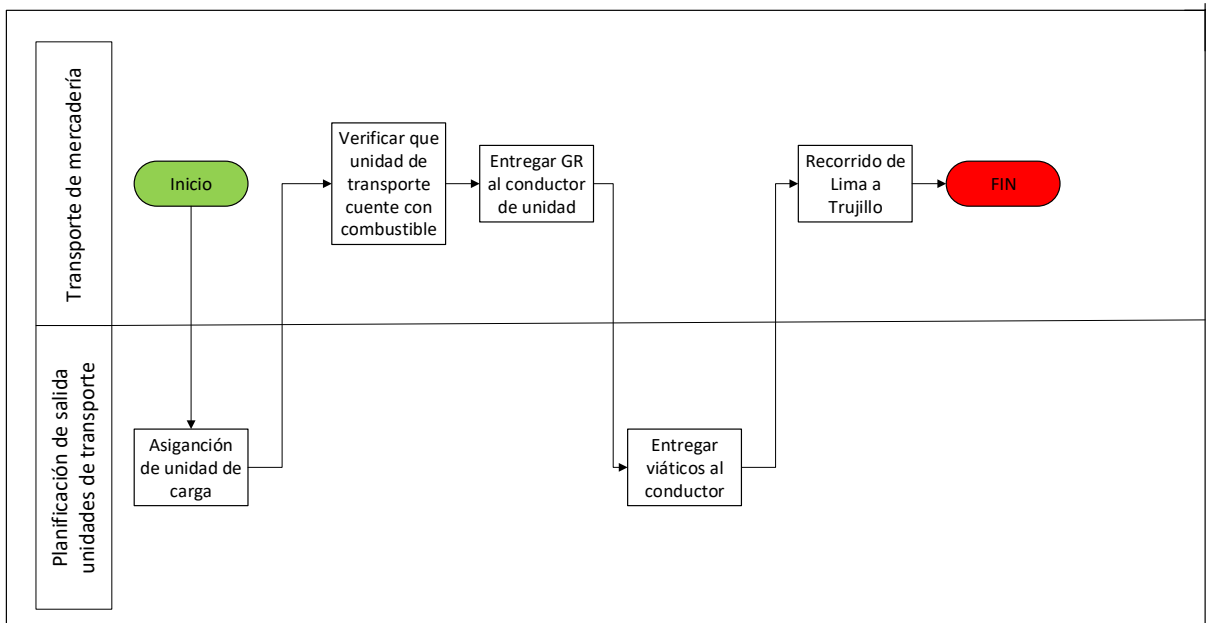 Transporte de mercadería
Inicio
Verificar que
unidad de
transporte
cuente con
combustible
Entregar GR
al conductor
de unidad
Recorrido de
Lima a
Trujillo
FIN
Planificación de salida
unidades de transporte
AsigancIón
de unidad de
carga
Entregar
viáticos al
conductor